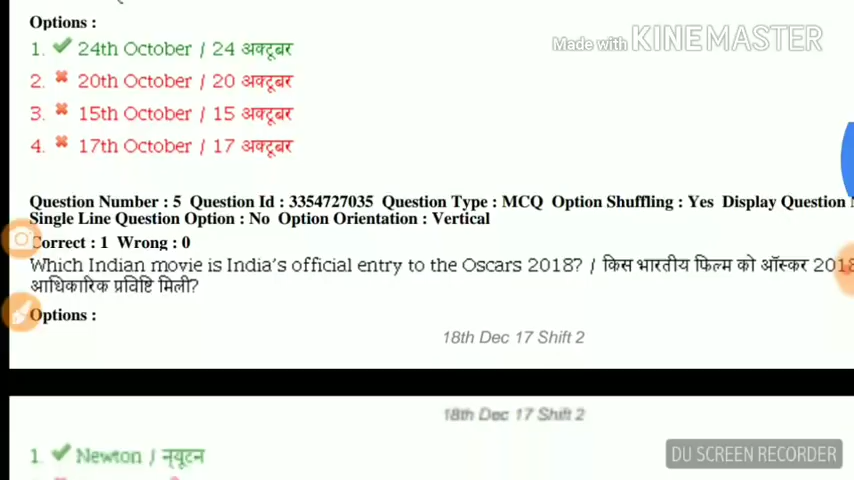 Options :
1. 24th October / 24 अक्टूबर
Made with KINEMASTER
2. 20th October / 20 अक्टूबर
3. 15th October / 15 अक्टूबर
4. 17th October / 17 अक्टूबर
Question Number : 5 Question Id : 3354727035 Question Type : MCQ Option Shuffling : Yes Display Question
Single Line Question Option : No Option Orientation : Vertical
Correct : 1 Wrong : 0
Which Indian movie is India's official entry to the Oscars 2018? / किस भारतीय फिल्म को ऑस्कर 2018
आधिकारिक प्रविष्टि मिली?
Options :
18th Dec 17 Shift 2
18th Dec 17 Shift 2
1. Newton / न्यूटन
DU SCREEN RECORDER